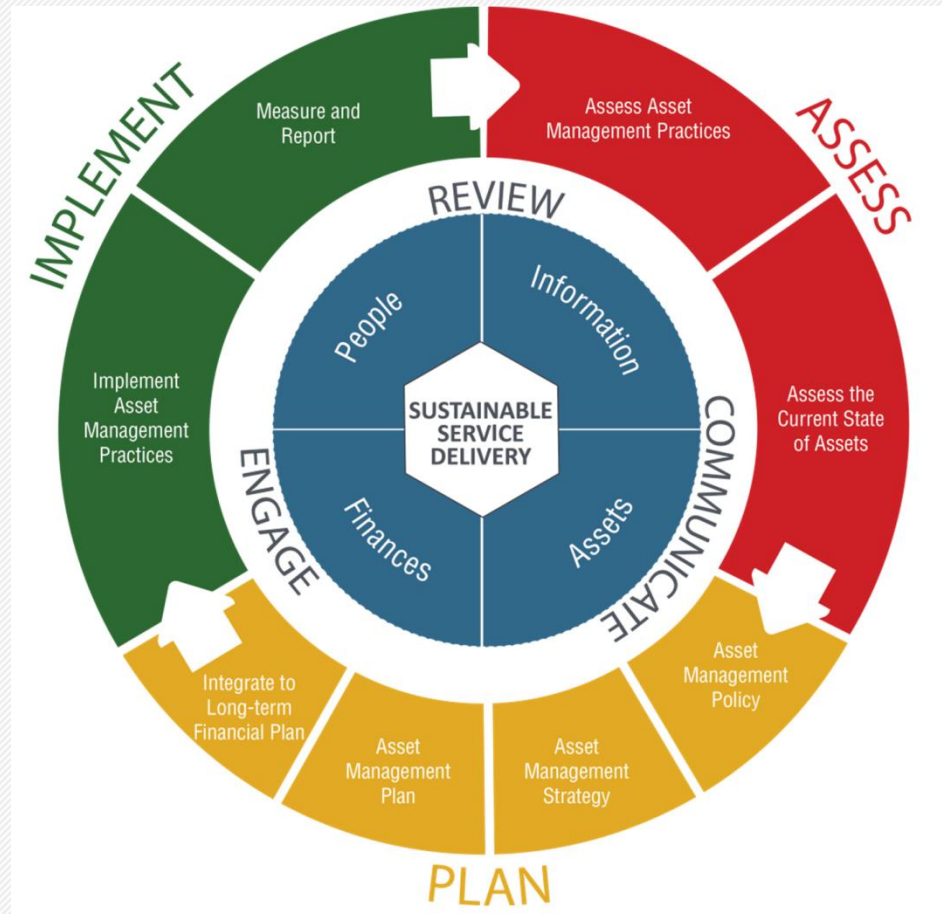 IMPLEMENT
Measure and
Report
Assess Asset
Management Practices
ASSESS
REVIEW
People
Information
Implement
Asset
Management
Practices
SUSTAINABLE
SERVICE
DELIVERY
Assess the
Current State
of Assets
ENGAGE
COMMUNICATE
Finances
Assets
Integrate to
Long-term
Financial Plan
Asset
Management
Plan
Asset
Management
Strategy
Asset
Management
Policy
PLAN